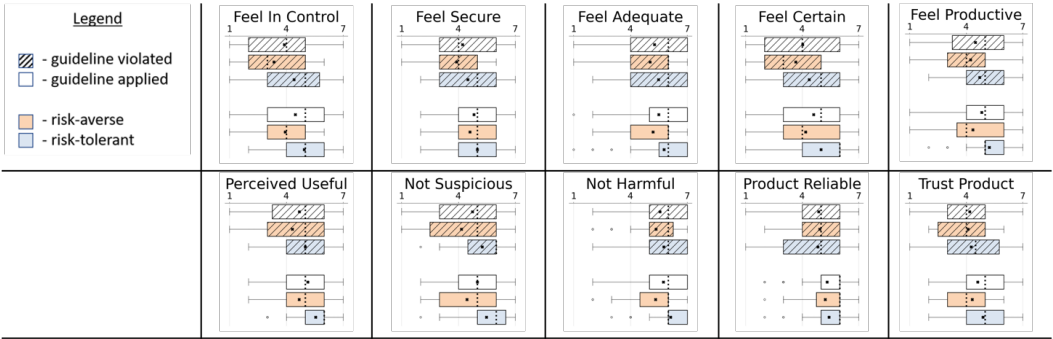 Legend
- guideline violated
- guideline applied
- risk-averse
- risk-tolerant
Feel In Control
1 4 7
Feel Secure
1 4 7
Feel Adequate
1 4 7
Feel Certain
1 4 7
Feel Productive
1 4 7
Perceived Useful
1 4 7
Not Suspicious
1 4 7
Not Harmful
1 4 7
Product Reliable
1 4 7
Trust Product
1 4 7